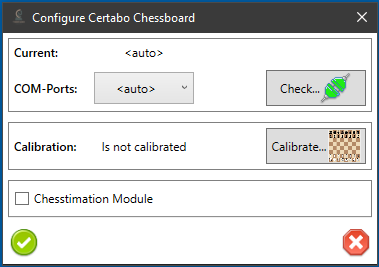 Configure Certabo Chessboard
Current: <auto>
COM-Ports: <auto> Check...
Calibration: Is not calibrated Calibrate...
Chesstimation Module